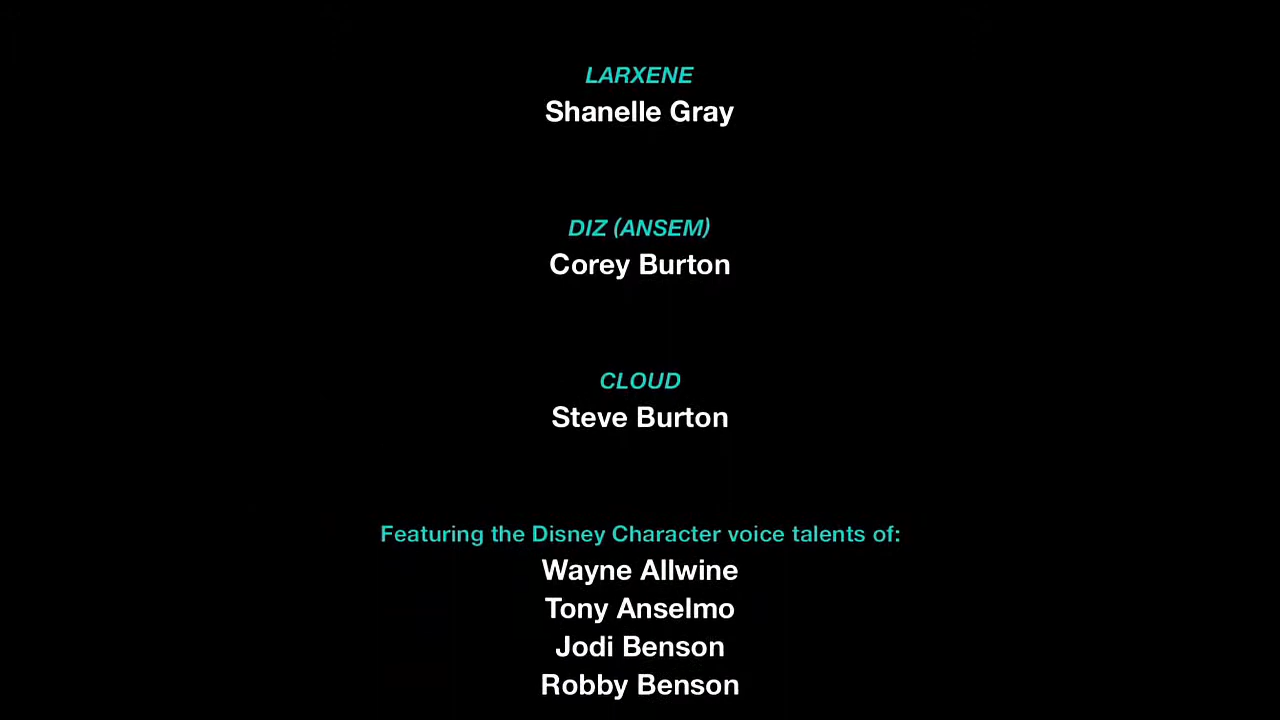 LARXENE
Shanelle Gray
DIZ (ANSEM)
Corey Burton
CLOUD
Steve Burton
Featuring the Disney Character voice talents of:
Wayne Allwine
Tony Anselmo
Jodi Benson
Robby Benson